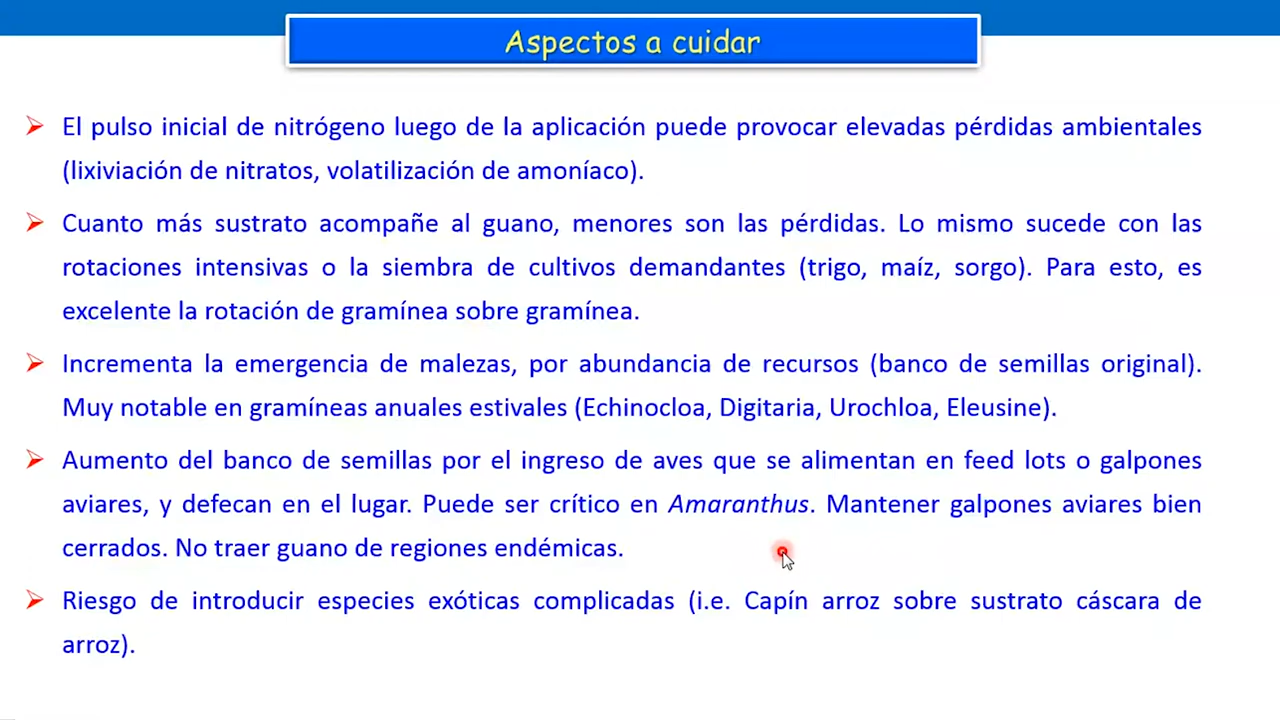 Aspectos a cuidar
El pulso inicial de nitrógeno luego de la aplicación puede provocar elevadas pérdidas ambientales
(lixiviación de nitratos, volatilización de amoníaco).
Cuanto más sustrato acompañe al guano, menores son las pérdidas. Lo mismo sucede con las
rotaciones intensivas o la siembra de cultivos demandantes (trigo, maíz, sorgo). Para esto, es
excelente la rotación de gramínea sobre gramínea.
Incrementa la emergencia de malezas, por abundancia de recursos (banco de semillas original).
Muy notable en gramíneas anuales estivales (Echinocloa, Digitaria, Urochloa, Eleusine).
Aumento del banco de semillas por el ingreso de aves que se alimentan en feed lots o galpones
aviares, y defecan en el lugar. Puede ser crítico en Amaranthus. Mantener galpones aviares bien
cerrados. No traer guano de regiones endémicas.
Riesgo de introducir especies exóticas complicadas (i.e. Capín arroz sobre sustrato cáscara de
arroz).